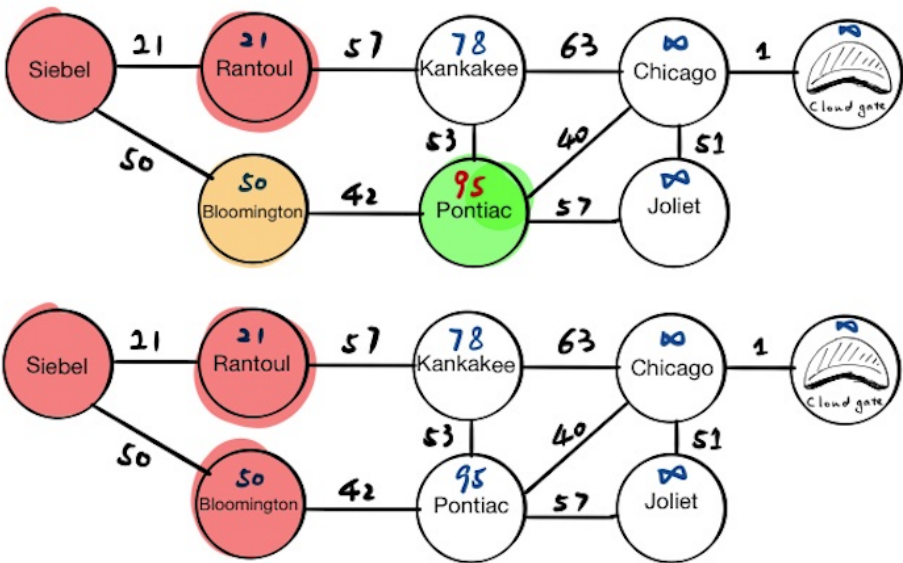 21 57 63 1
Siebel 21 Rantoul 78 Kankakee ∞ Chicago ∞ Cloud gate
50 53 40 51
50 Bloomington 42 95 Pontiac 57 ∞ Joliet
21 57 63 1
Siebel 21 Rantoul 78 Kankakee ∞ Chicago ∞ Cloud gate
50 53 40 51
50 Bloomington 42 95 Pontiac 57 ∞ Joliet